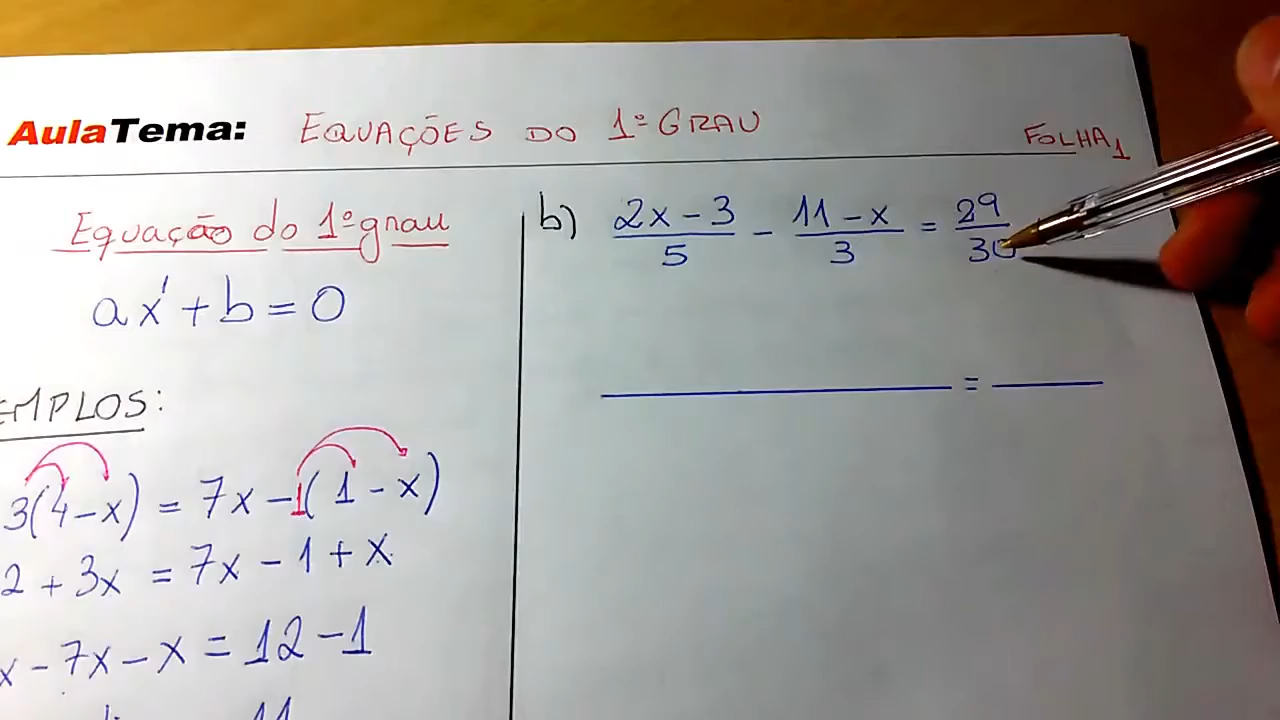 AulaTema: EQUAÇÕES DO 1º GRAU
FOLHA 1
Equação do 1º grau
ax¹ + b = 0
EMPLOS:
3(4-x) = 7x -1(1 - x)
2 + 3x = 7x - 1 + x
x - 7x - x = 12 - 1
11
b) 2x - 3 / 5 - 11 - x / 3 = 29 / 30
=